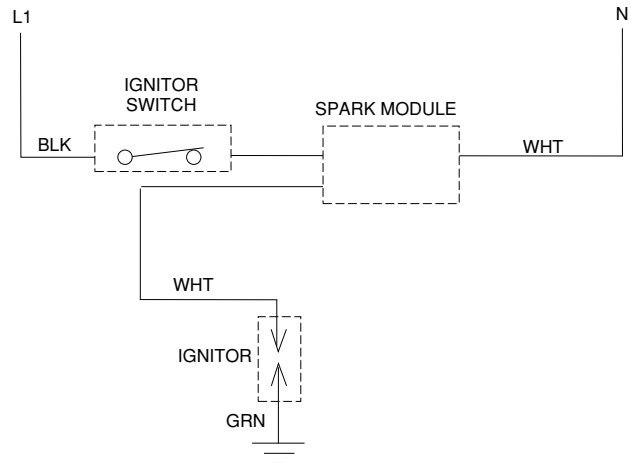 L1
N
IGNITOR
SWITCH
SPARK MODULE
BLK
WHT
WHT
IGNITOR
GRN